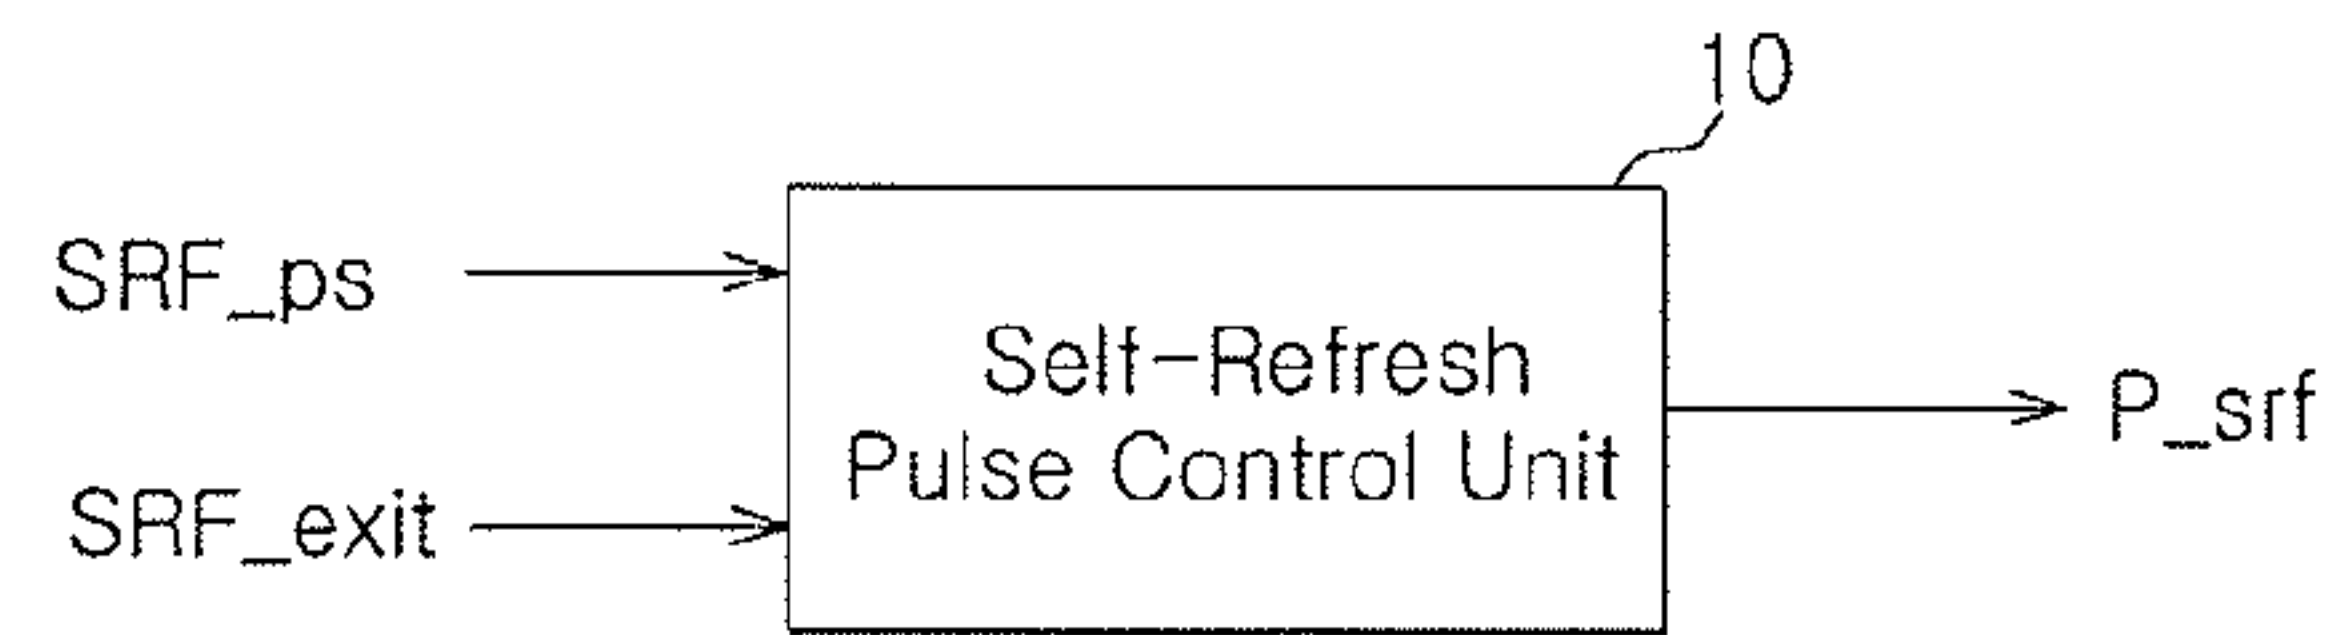 10
SRF_ps
Self-Refresh
P_srf
Pulse Control Unit
SRF_exit